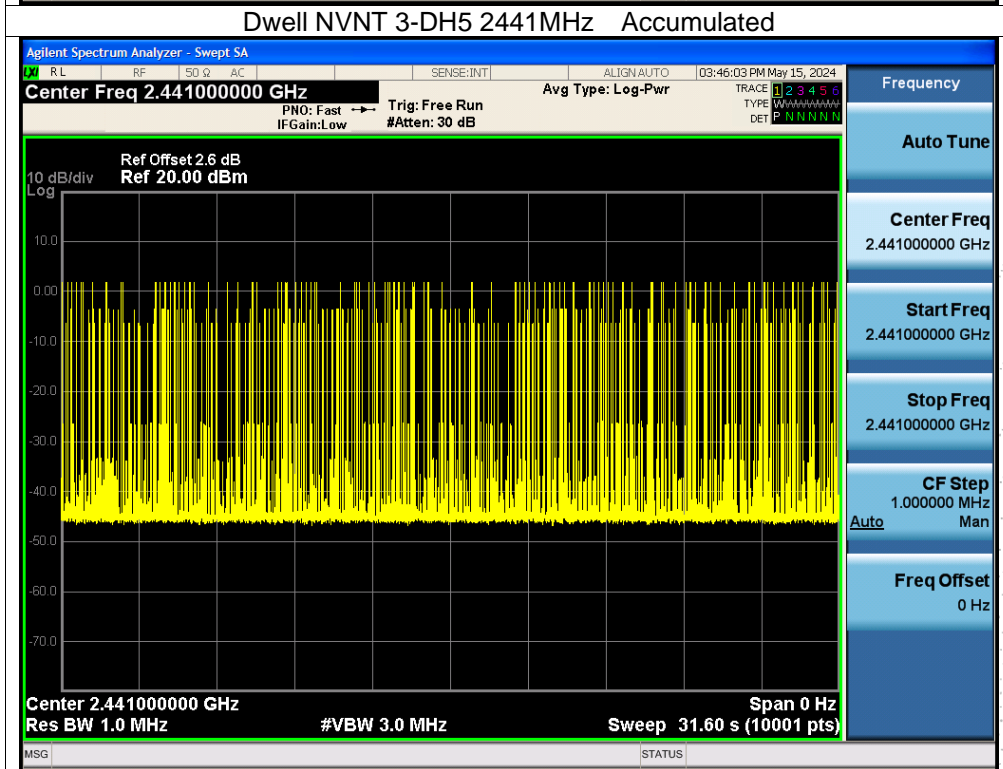 Dwell NVNT 3-DH5 2441MHz    Accumulated
Agilent Spectrum Analyzer - Swept SA
LXI RL RF 50 Ω AC SENSE:INT ALIGN AUTO 03:46:03 PM May 15, 2024
Center Freq 2.441000000 GHz
PNO: Fast
IFGain:Low
Trig: Free Run
#Atten: 30 dB
Avg Type: Log-Pwr
TRACE 1 2 3 4 5 6
TYPE WWWWWW
DET P N N N N N
Ref Offset 2.6 dB
10 dB/div Ref 20.00 dBm
Log
10.0
0.00
-10.0
-20.0
-30.0
-40.0
-50.0
-60.0
-70.0
Center 2.441000000 GHz Span 0 Hz
Res BW 1.0 MHz #VBW 3.0 MHz Sweep 31.60 s (10001 pts)
MSG STATUS
Frequency
Auto Tune
Center Freq
2.441000000 GHz
Start Freq
2.441000000 GHz
Stop Freq
2.441000000 GHz
CF Step
1.000000 MHz
Auto Man
Freq Offset
0 Hz